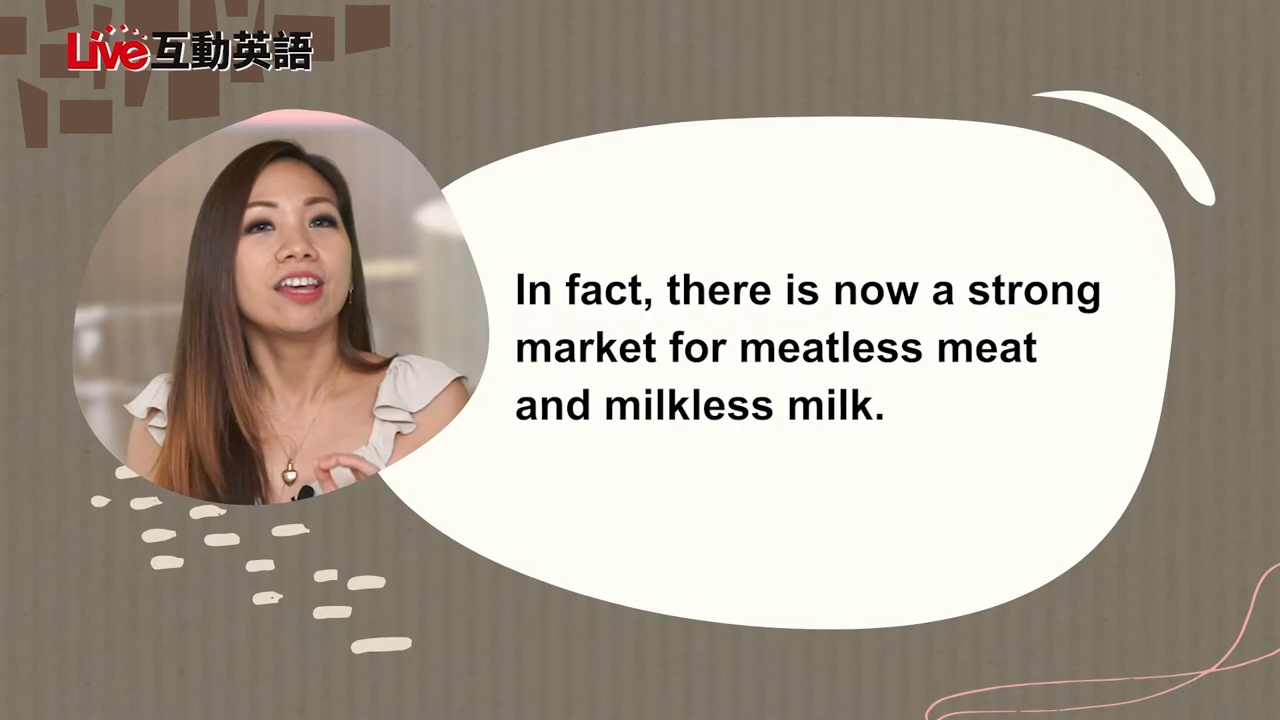 Live互動英語
In fact, there is now a strong
market for meatless meat
and milkless milk.